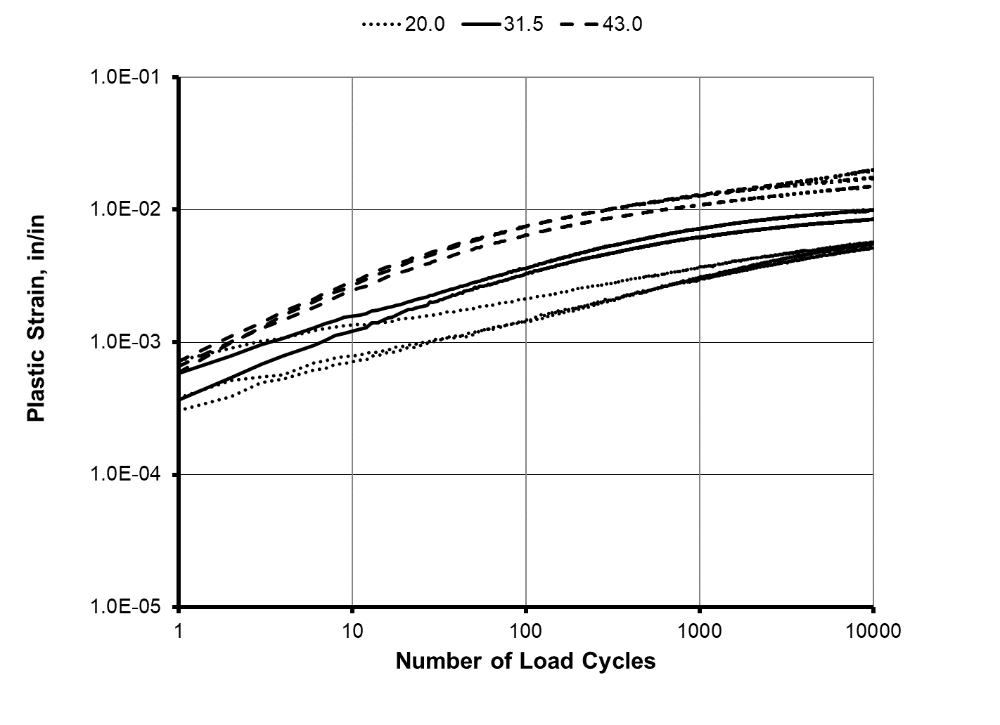 20.0 31.5 43.0
1.0E-01
1.0E-02
1.0E-03
1.0E-04
1.0E-05
Plastic Strain, in/in
1 10 100 1000 10000
Number of Load Cycles